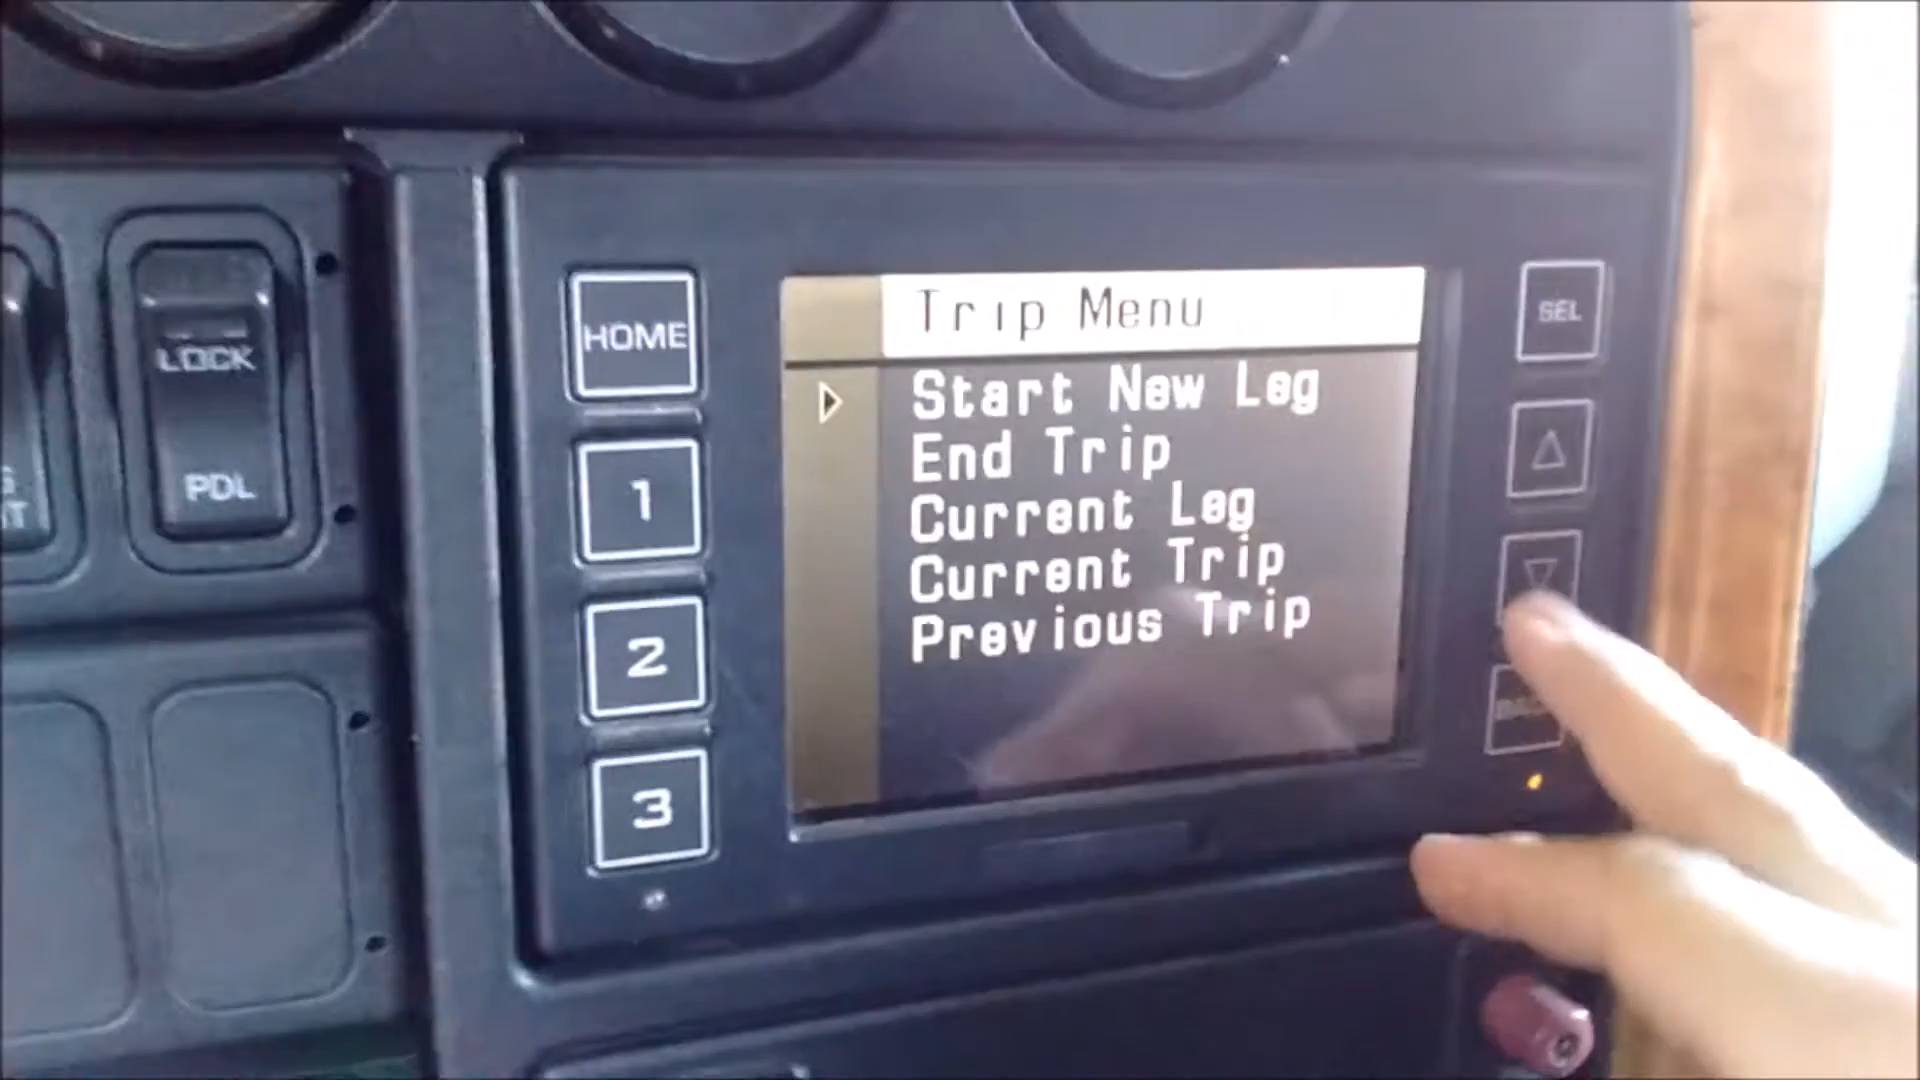 HOME
1
2
3
LOCK
PDL
Trip Menu
Start New Leg
End Trip
Current Leg
Current Trip
Previous Trip
SEL